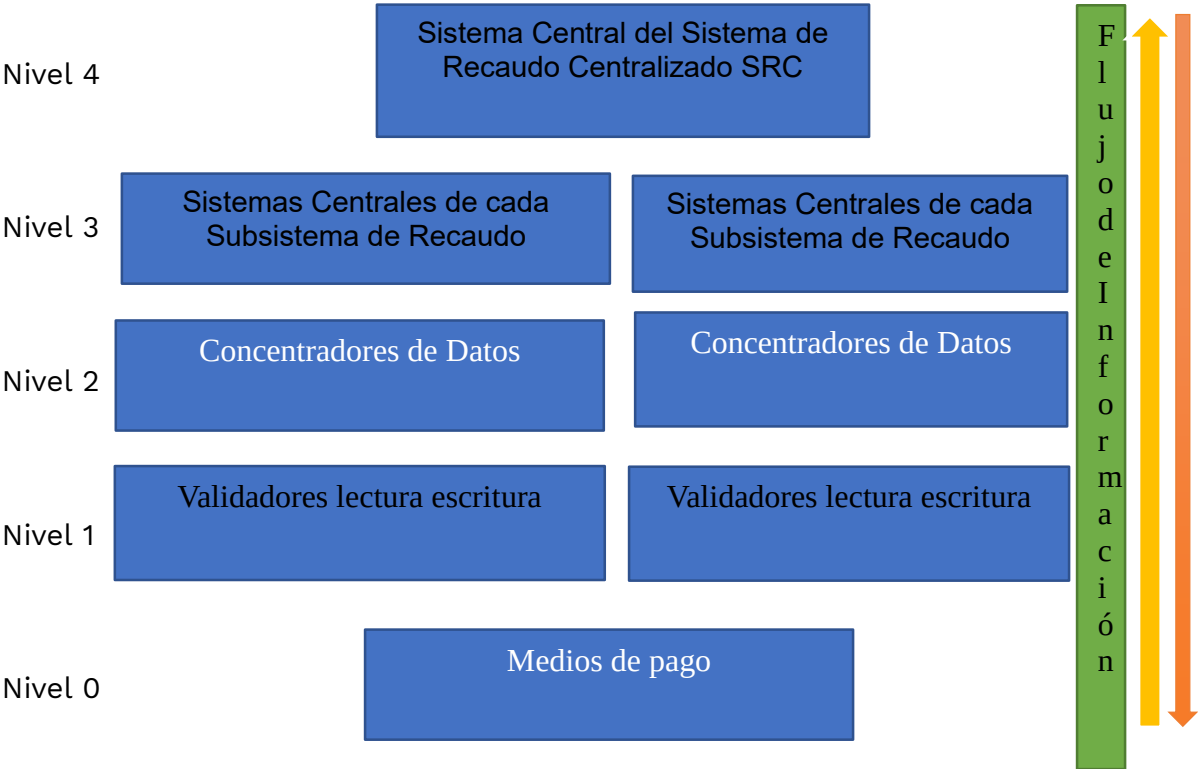 Sistema Central del Sistema de
Recaudo Centralizado SRC
Nivel 4
Sistemas Centrales de cada
Subsistema de Recaudo
Sistemas Centrales de cada
Subsistema de Recaudo
Nivel 3
Concentradores de Datos
Concentradores de Datos
Nivel 2
Validadores lectura escritura
Validadores lectura escritura
Nivel 1
Medios de pago
Nivel 0
F
l
u
j
o
d
e
I
n
f
o
r
m
a
c
i
ó
n